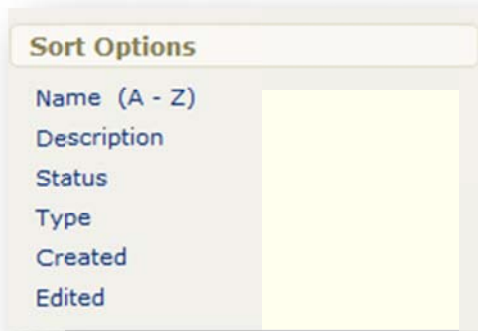 Sort Options
Name (A - Z)
Description
Status
Type
Created
Edited